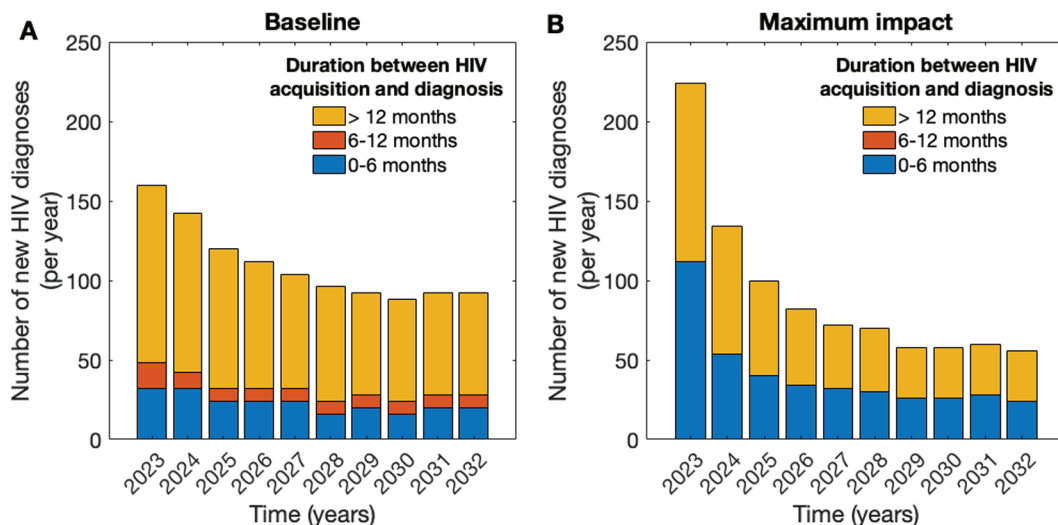 A
Baseline
Number of new HIV diagnoses
(per year)
250
200
150
100
50
0
Duration between HIV
acquisition and diagnosis
> 12 months
6-12 months
0-6 months
2023
2024
2025
2026
2027
2028
2029
2030
2031
2032
Time (years)
B
Maximum impact
Number of new HIV diagnoses
(per year)
250
200
150
100
50
0
Duration between HIV
acquisition and diagnosis
> 12 months
6-12 months
0-6 months
2023
2024
2025
2026
2027
2028
2029
2030
2031
2032
Time (years)